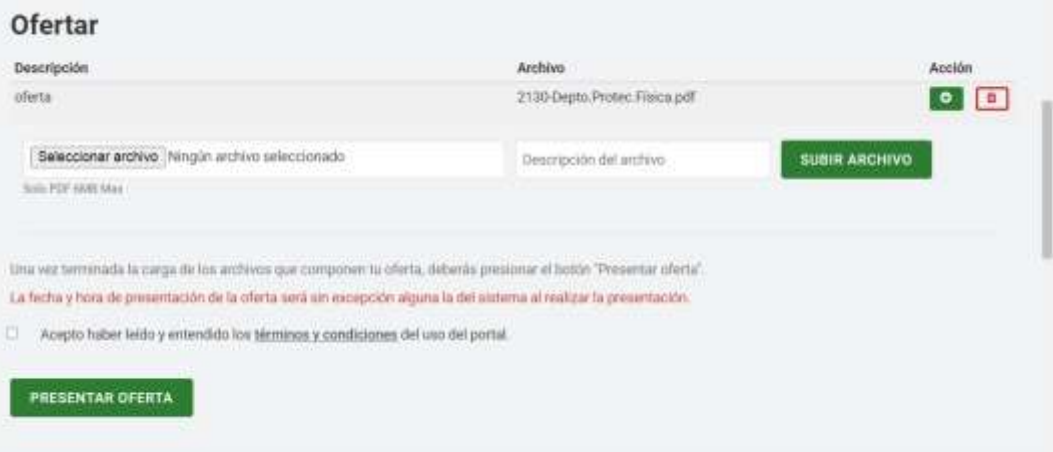 Ofertar
Descripción Archivo Acción
oferta 2130-Depto.Protec.Física.pdf
Seleccionar archivo Ningún archivo seleccionado Descripción del archivo SUBIR ARCHIVO
Solo PDF 6MB Max
Una vez terminada la carga de los archivos que componen tu oferta, deberás presionar el botón "Presentar oferta".
La fecha y hora de presentación de la oferta será sin excepción alguna la del sistema al realizar la presentación.
Acepto haber leído y entendido los términos y condiciones del uso del portal.
PRESENTAR OFERTA